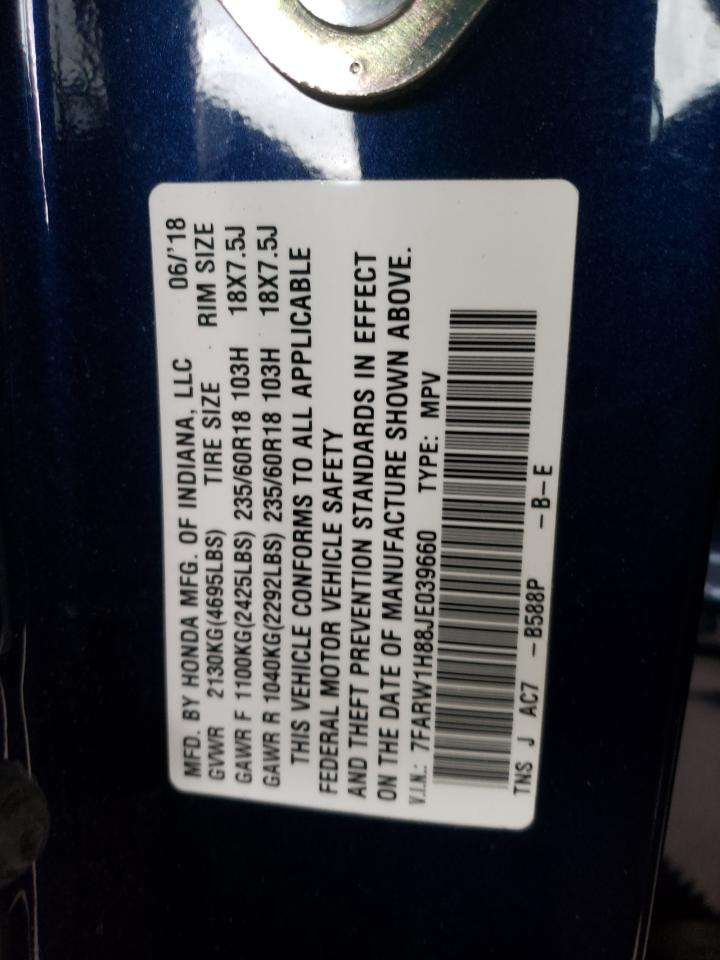 MFD. BY HONDA MFG. OF INDIANA, LLC 06/'18
GVWR 2130KG(4695LBS) TIRE SIZE RIM SIZE
GAWR F 1100KG(2425LBS) 235/60R18 103H 18X7.5J
GAWR R 1040KG(2292LBS) 235/60R18 103H 18X7.5J
THIS VEHICLE CONFORMS TO ALL APPLICABLE
FEDERAL MOTOR VEHICLE SAFETY
AND THEFT PREVENTION STANDARDS IN EFFECT
ON THE DATE OF MANUFACTURE SHOWN ABOVE.
V.I.N.: 7FARW1H88JE039660 TYPE: MPV
TNS J AC7 -B588P -B-E